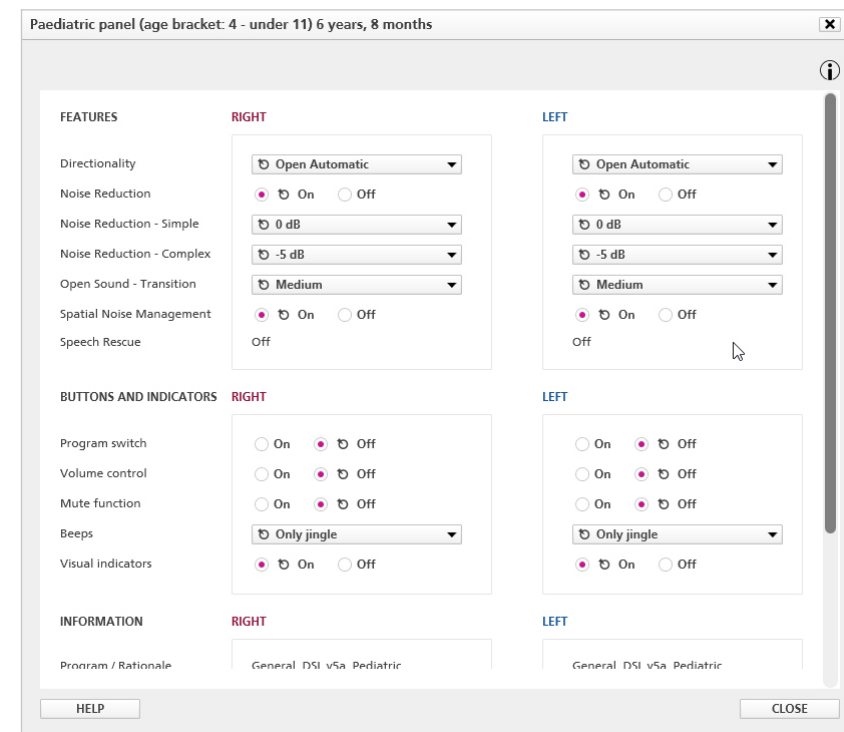 Paediatric panel (age bracket: 4 - under 11) 6 years, 8 months
FEATURES RIGHT LEFT
Directionality Open Automatic Open Automatic
Noise Reduction On Off On Off
Noise Reduction - Simple 0 dB 0 dB
Noise Reduction - Complex -5 dB -5 dB
Open Sound - Transition Medium Medium
Spatial Noise Management On Off On Off
Speech Rescue Off Off
BUTTONS AND INDICATORS RIGHT LEFT
Program switch On Off On Off
Volume control On Off On Off
Mute function On Off On Off
Beeps Only jingle Only jingle
Visual indicators On Off On Off
INFORMATION RIGHT LEFT
Program / Rationale General, DSL v5a, Pediatric General, DSL v5a, Pediatric
HELP CLOSE